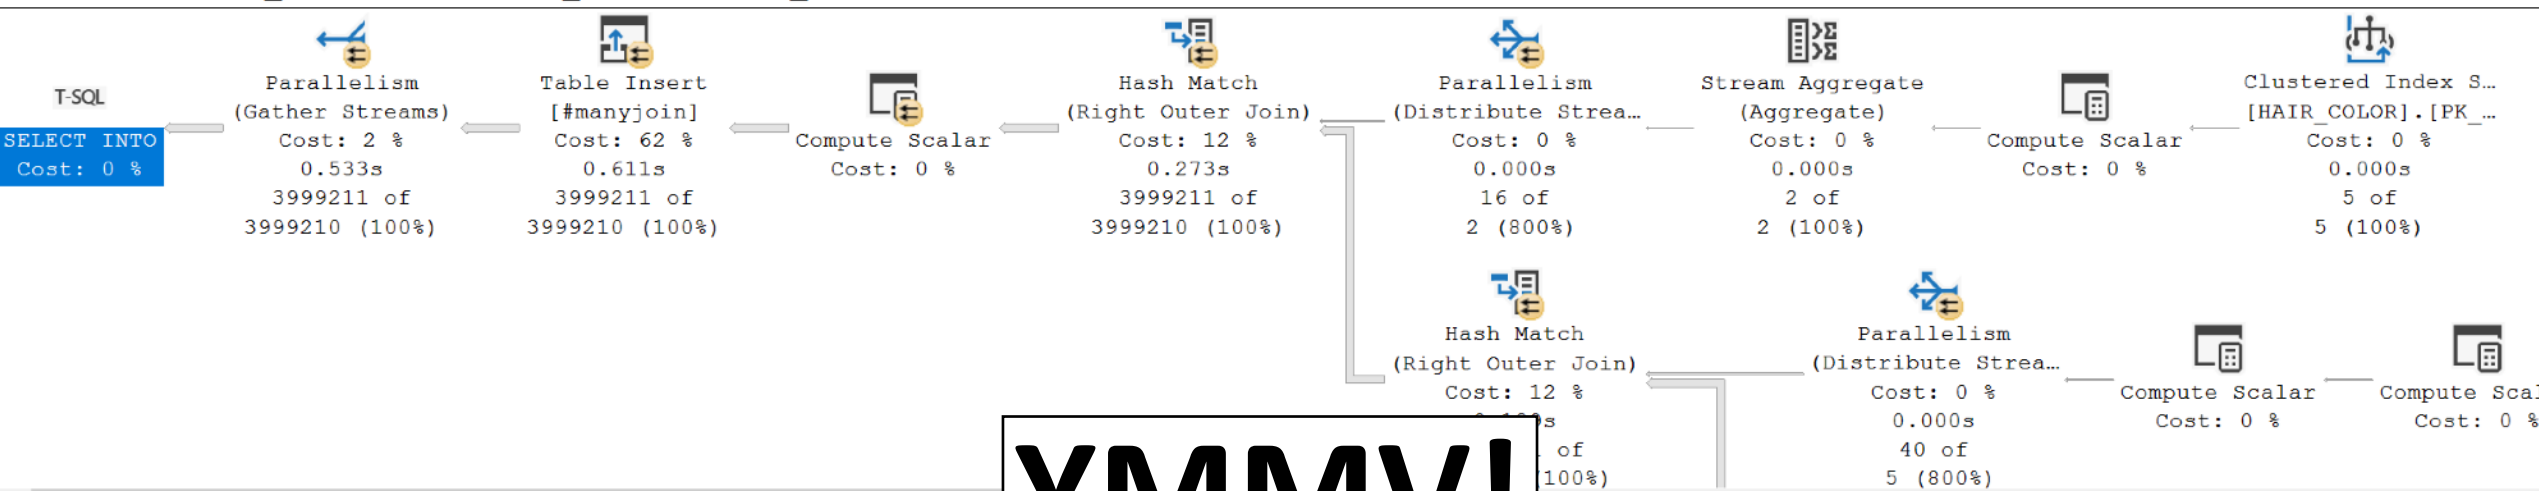 T-SQL
SELECT INTO
Cost: 0 %
Parallelism
(Gather Streams)
Cost: 2 %
0.533s
3999211 of
3999210 (100%)
Table Insert
[#manyjoin]
Cost: 62 %
0.611s
3999211 of
3999210 (100%)
Compute Scalar
Cost: 0 %
Hash Match
(Right Outer Join)
Cost: 12 %
0.273s
3999211 of
3999210 (100%)
Parallelism
(Distribute Strea…
Cost: 0 %
0.000s
16 of
2 (800%)
Stream Aggregate
(Aggregate)
Cost: 0 %
0.000s
2 of
2 (100%)
Compute Scalar
Cost: 0 %
Clustered Index S…
[HAIR_COLOR].[PK_…
Cost: 0 %
0.000s
5 of
5 (100%)
Hash Match
(Right Outer Join)
Cost: 12 %
of
(100%)
Parallelism
(Distribute Strea…
Cost: 0 %
0.000s
40 of
5 (800%)
Compute Scalar
Cost: 0 %
Compute Scal
Cost: 0 %
YMMV!